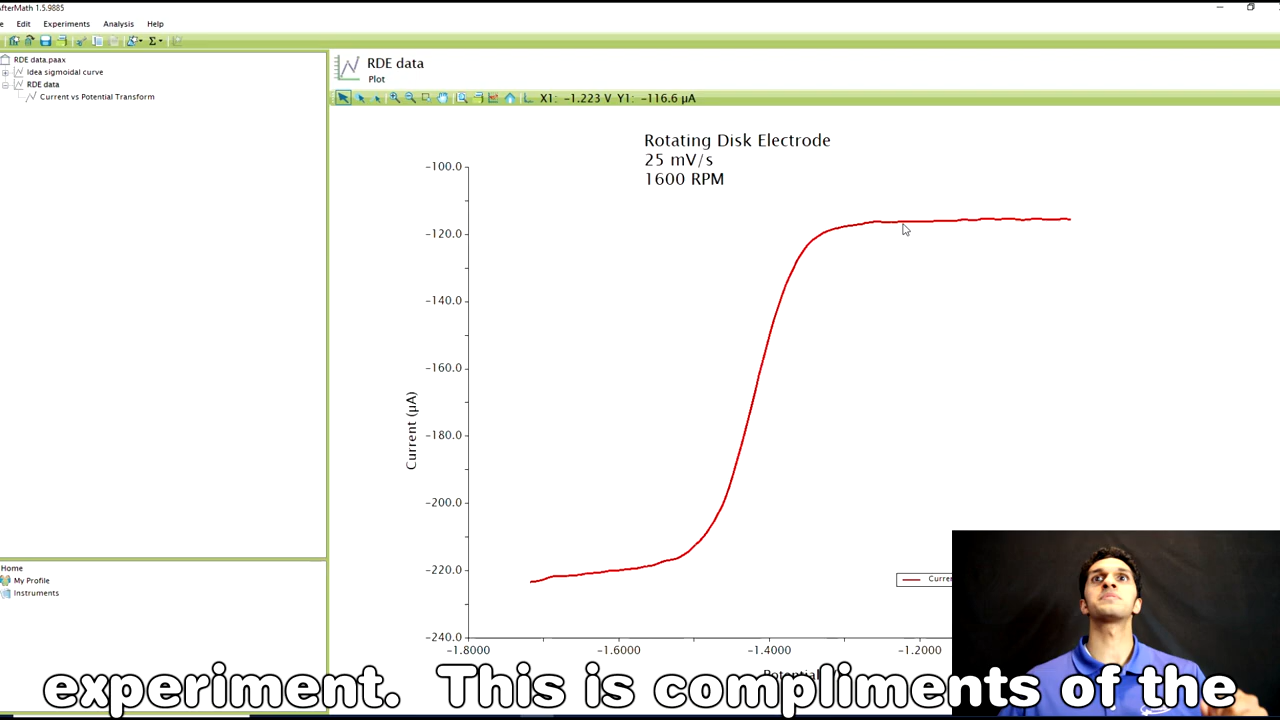 AfterMath 1.5.9885
Edit Experiments Analysis Help
RDE data.paax
Idea sigmoidal curve
RDE data
Current vs Potential Transform
RDE data
Plot
X1: -1.223 V Y1: -116.6 µA
Rotating Disk Electrode
25 mV/s
1600 RPM
-100.0
-120.0
-140.0
-160.0
-180.0
-200.0
-220.0
-240.0
Current (µA)
-1.8000 -1.6000 -1.4000 -1.2000
Curren
Home
My Profile
Instruments
experiment. This is compliments of the